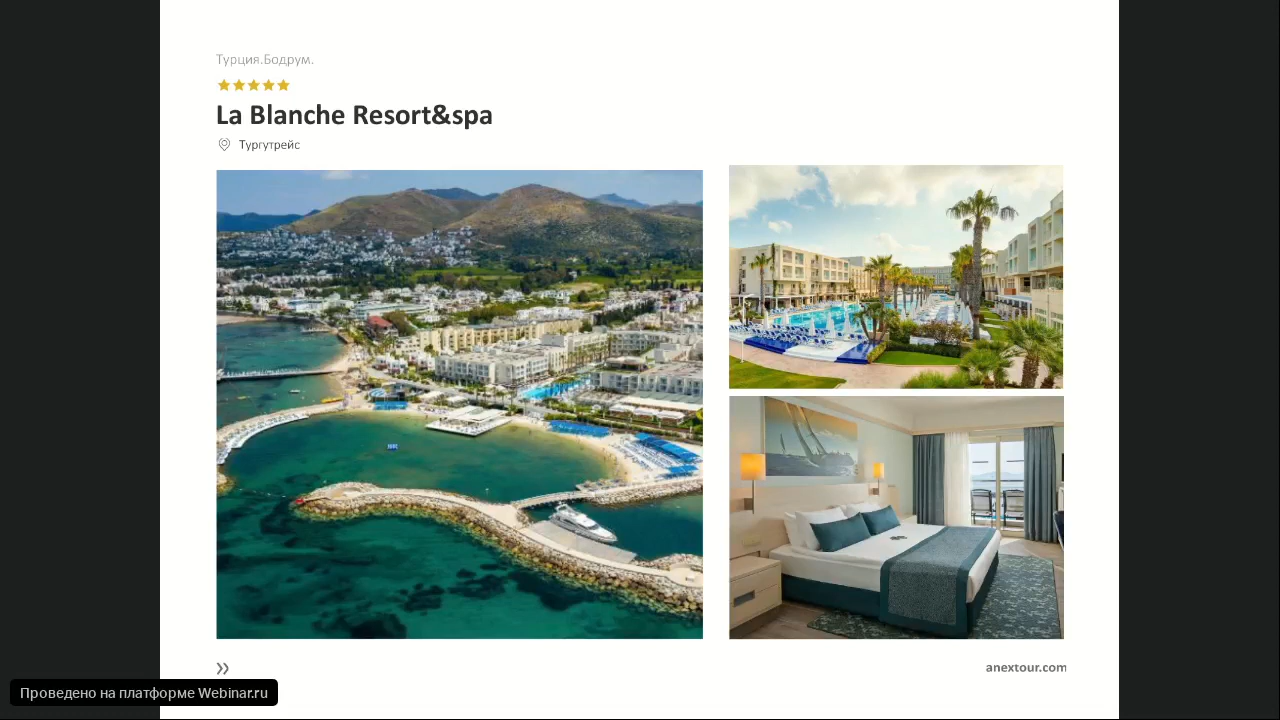 Турция.Бодрум.
La Blanche Resort&spa
Тургутрейс
anextour.com
Проведено на платформе Webinar.ru